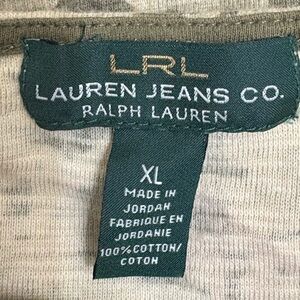 LRL
LAUREN JEANS CO.
RALPH LAUREN
XL
MADE IN
JORDAN
FABRIQUE EN
JORDANIE
100% COTTON/
COTON